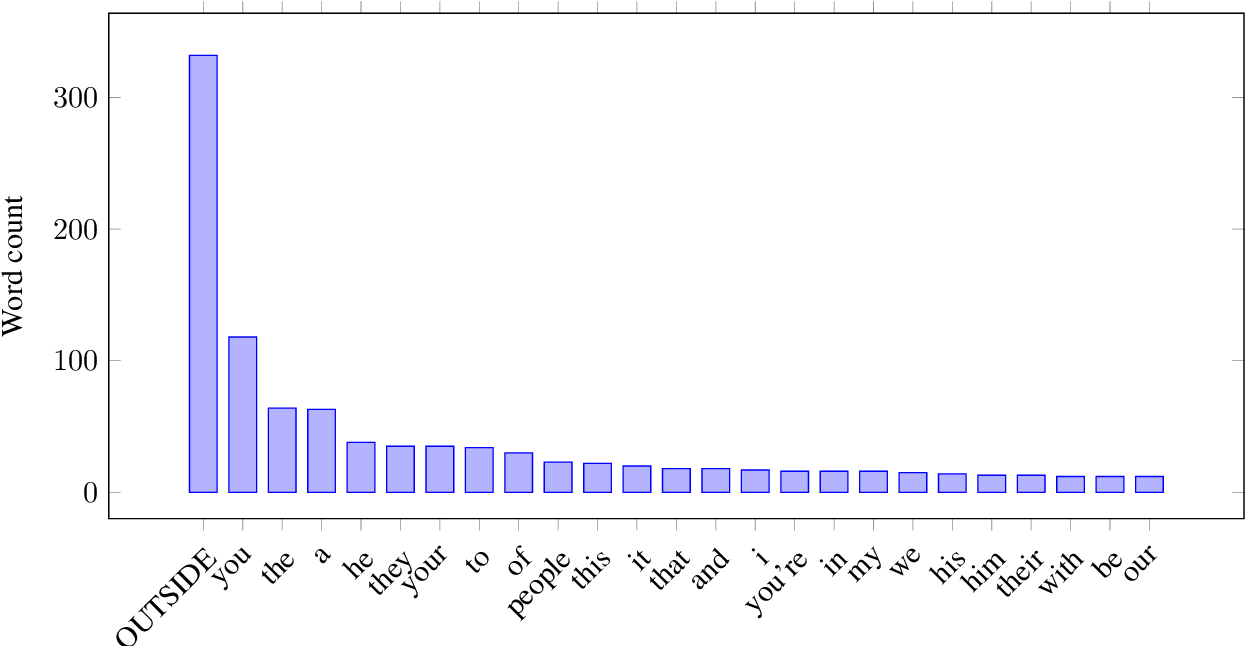 300
200
100
0
Word count
OUTSIDE
you
the
a
he
they
your
to
of
people
this
it
that
and
i
you're
in
my
we
his
him
their
with
be
our